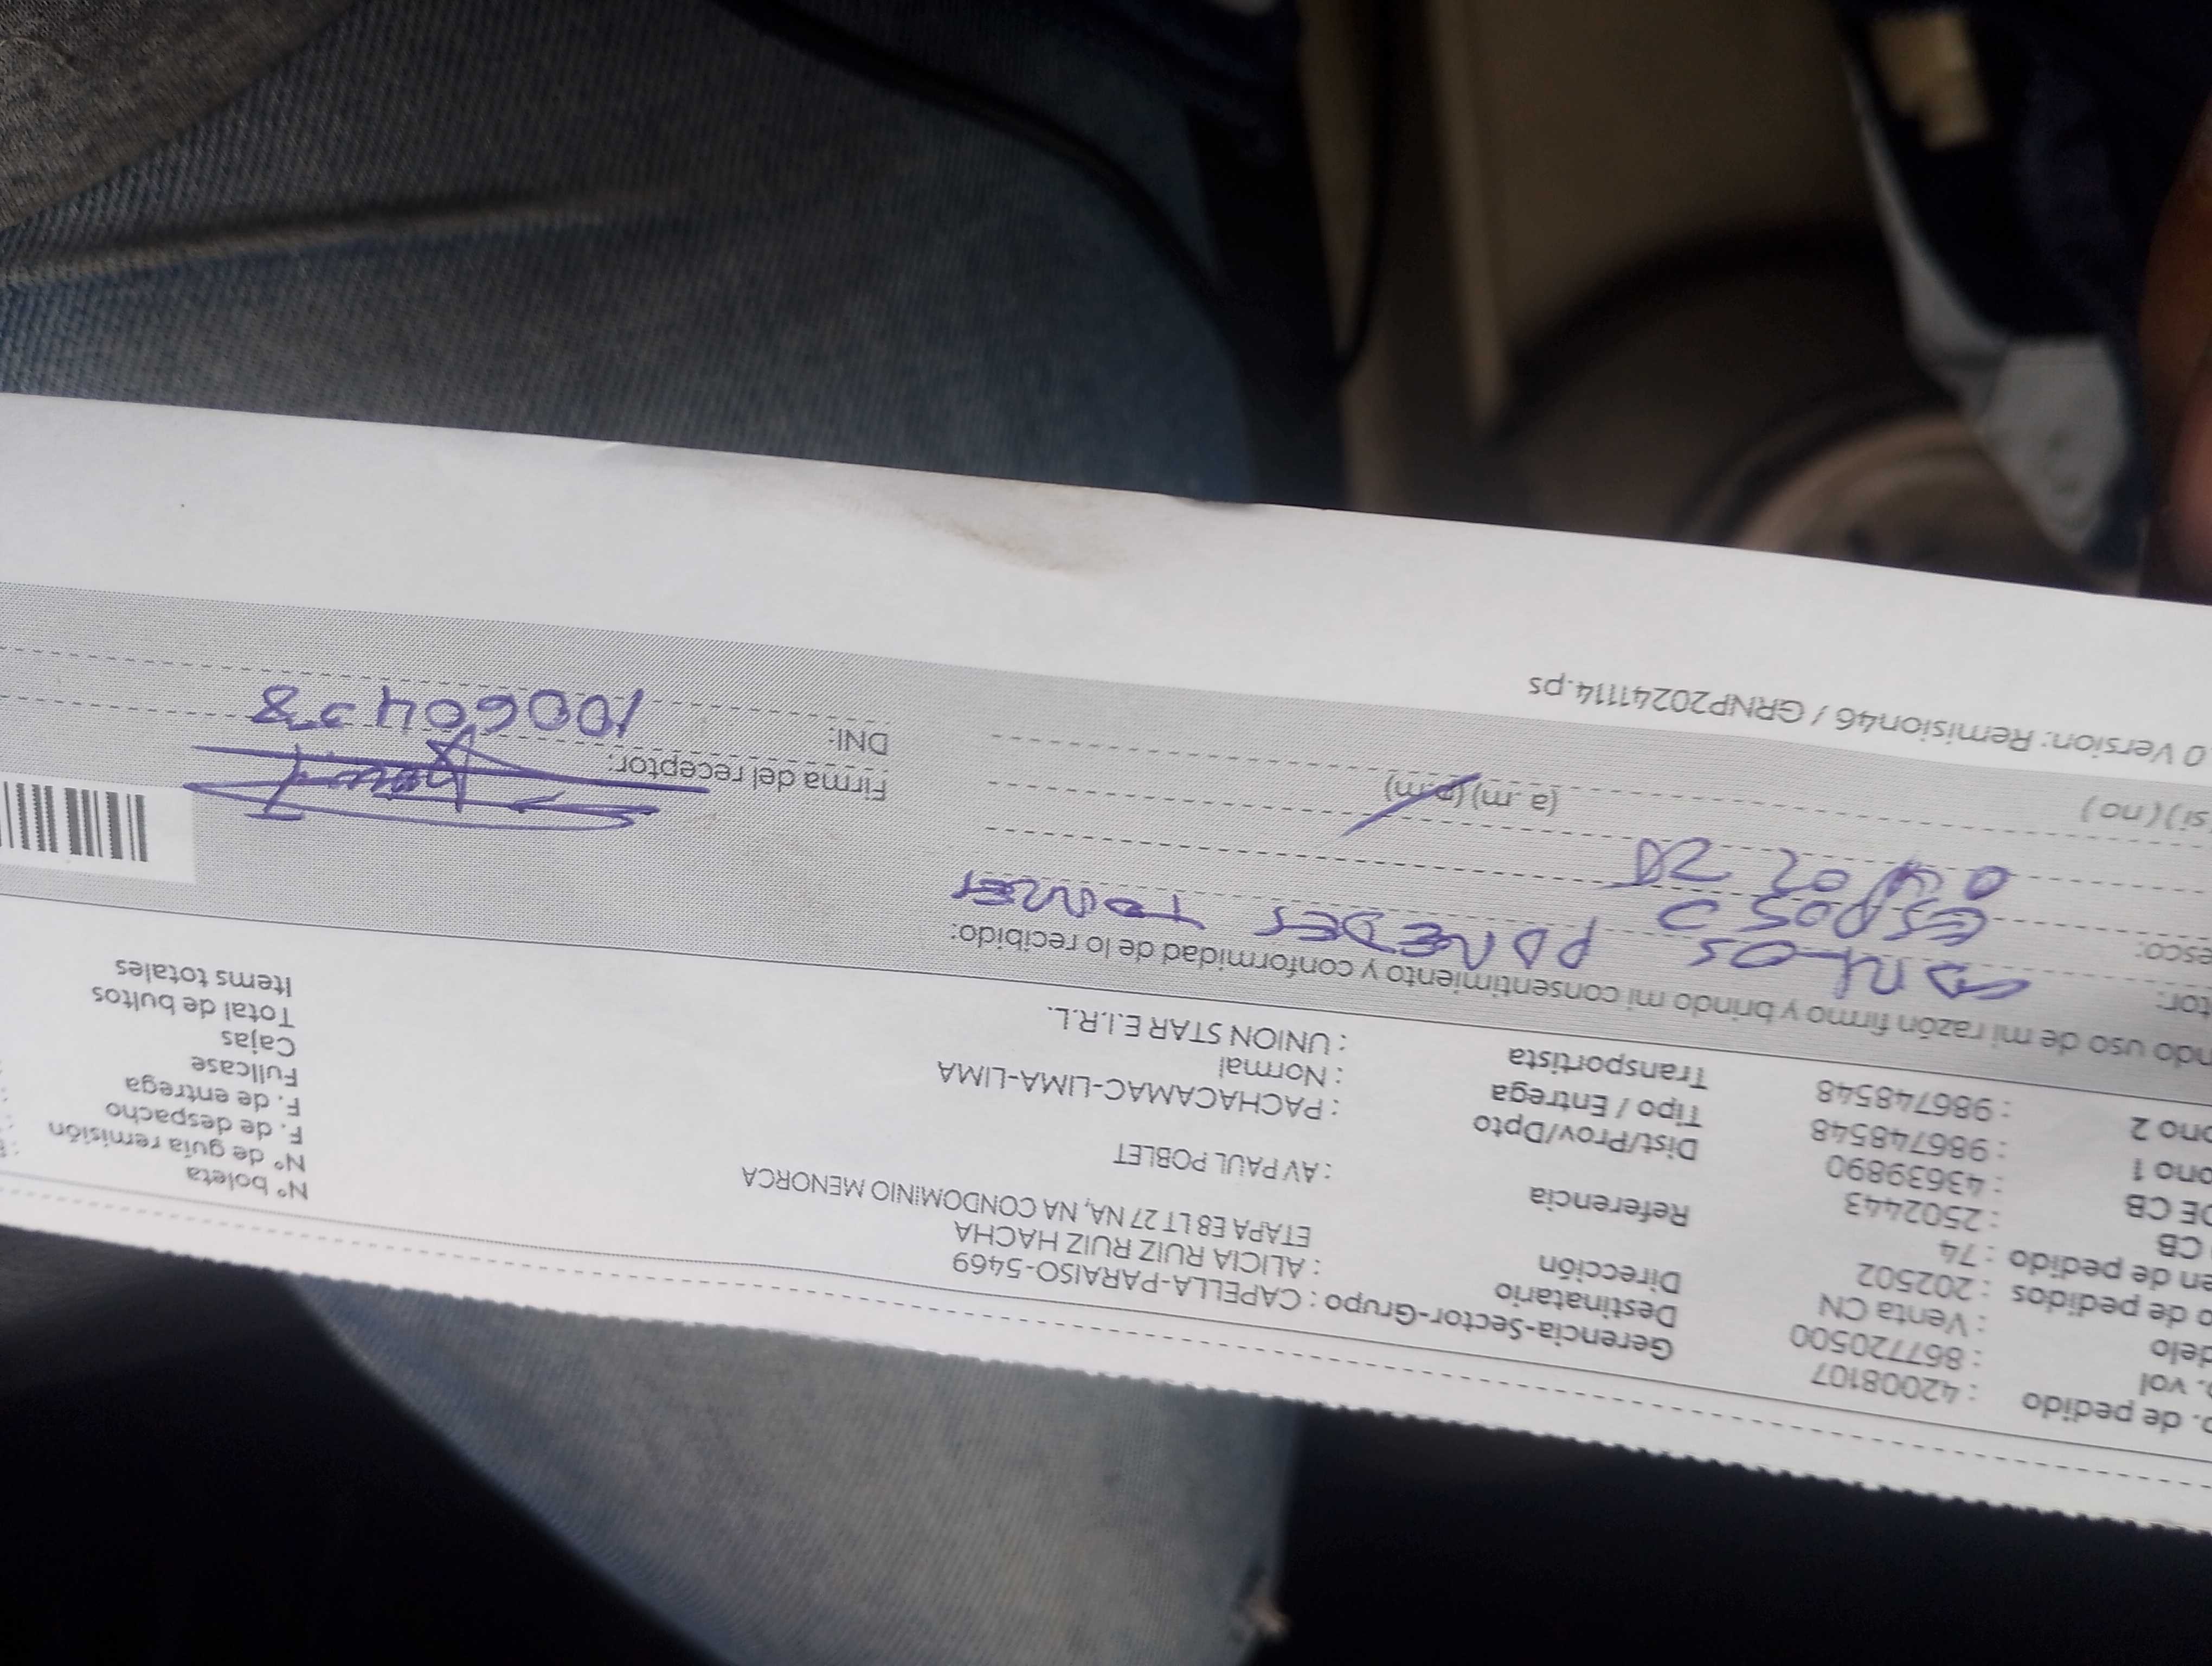 o. de pedido : 42008107
o. vol : 867720500
delo : Venta CN
o de pedidos : 202502
en de pedido : 74
CB : 2502443
DE CB : 43639890
ono 1 : 986748548
ono 2 : 986748548
Gerencia-Sector-Grupo : CAPELLA-PARAISO-5469
Destinatario : ALICIA RUIZ RUIZ HACHA
Dirección
ETAPA E8 LT 27 NA, NA CONDOMINIO MENORCA
Referencia : AV PAUL POBLET
Dist/Prov/Dpto : PACHACAMAC-LIMA-LIMA
Tipo / Entrega : Normal
Transportista : UNION STAR E.I.R.L.
N° boleta
N° de guía remisión
F. de despacho
F. de entrega
Fullcase
Cajas
Total de bultos
Items totales
ndo uso de mi razón firmo y brindo mi consentimiento y conformidad de lo recibido:
tor:
esco: ESPOSO
(a.m) (p.m)
si ) ( no )
Firma del receptor:
DNI:
0 Version: Remision46 / GRNP20241114.ps